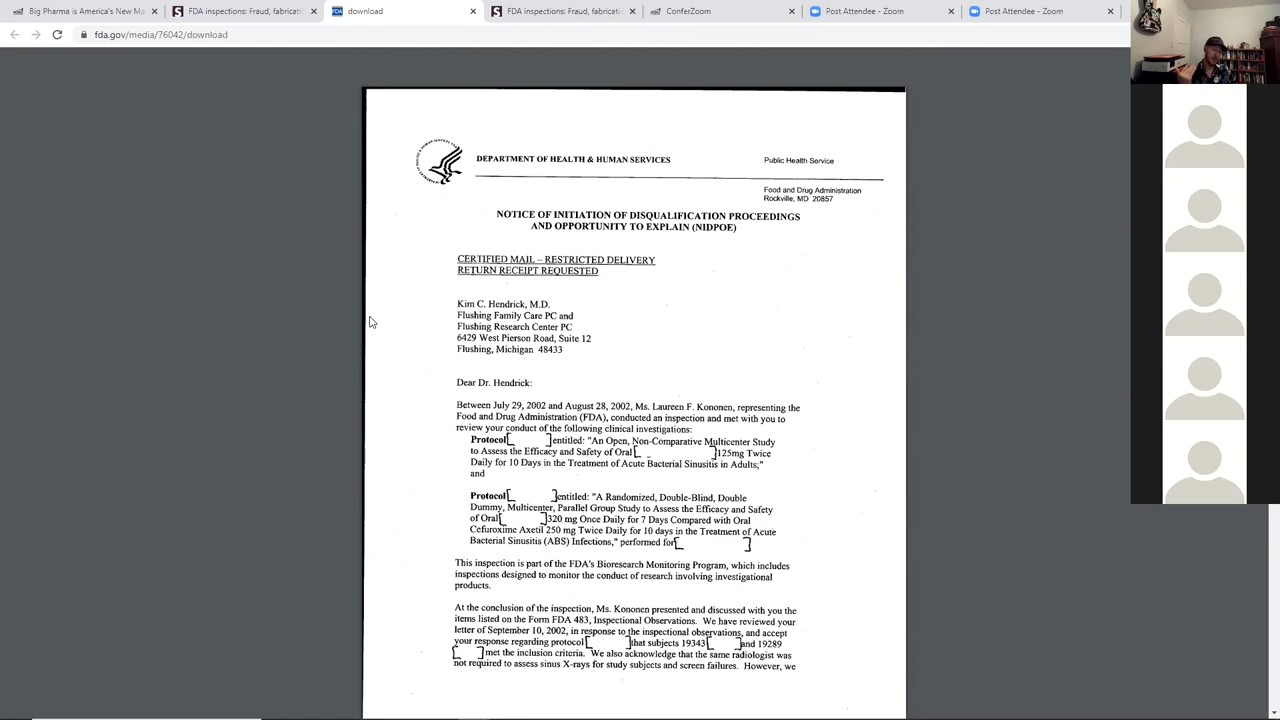 Big Pharma is America's New Ma
FDA inspections: Fraud, fabricati
FDA download
FDA inspections: Fraud, fabricati
ConferZoom
Post Attendee - Zoom
Post Attendee - Zoom
fda.gov/media/76042/download
DEPARTMENT OF HEALTH & HUMAN SERVICES
Public Health Service
Food and Drug Administration
Rockville, MD 20857
NOTICE OF INITIATION OF DISQUALIFICATION PROCEEDINGS
AND OPPORTUNITY TO EXPLAIN (NIDPOE)
CERTIFIED MAIL – RESTRICTED DELIVERY
RETURN RECEIPT REQUESTED
Kim C. Hendrick, M.D.
Flushing Family Care PC and
Flushing Research Center PC
6429 West Pierson Road, Suite 12
Flushing, Michigan 48433
Dear Dr. Hendrick:
Between July 29, 2002 and August 28, 2002, Ms. Laureen F. Kononen, representing the
Food and Drug Administration (FDA), conducted an inspection and met with you to
review your conduct of the following clinical investigations:
Protocol[ ]entitled: "An Open, Non-Comparative Multicenter Study
to Assess the Efficacy and Safety of Oral[ ]125mg Twice
Daily for 10 Days in the Treatment of Acute Bacterial Sinusitis in Adults;"
and
Protocol[ ]entitled: "A Randomized, Double-Blind, Double
Dummy, Multicenter, Parallel Group Study to Assess the Efficacy and Safety
of Oral[ ]320 mg Once Daily for 7 Days Compared with Oral
Cefuroxime Axetil 250 mg Twice Daily for 10 days in the Treatment of Acute
Bacterial Sinusitis (ABS) Infections," performed for[ ]
This inspection is part of the FDA's Bioresearch Monitoring Program, which includes
inspections designed to monitor the conduct of research involving investigational
products.
At the conclusion of the inspection, Ms. Kononen presented and discussed with you the
items listed on the Form FDA 483, Inspectional Observations. We have reviewed your
letter of September 10, 2002, in response to the inspectional observations, and accept
your response regarding protocol[ ]that subjects 19343[ ]and 19289
[ ]met the inclusion criteria. We also acknowledge that the same radiologist was
not required to assess sinus X-rays for study subjects and screen failures. However, we